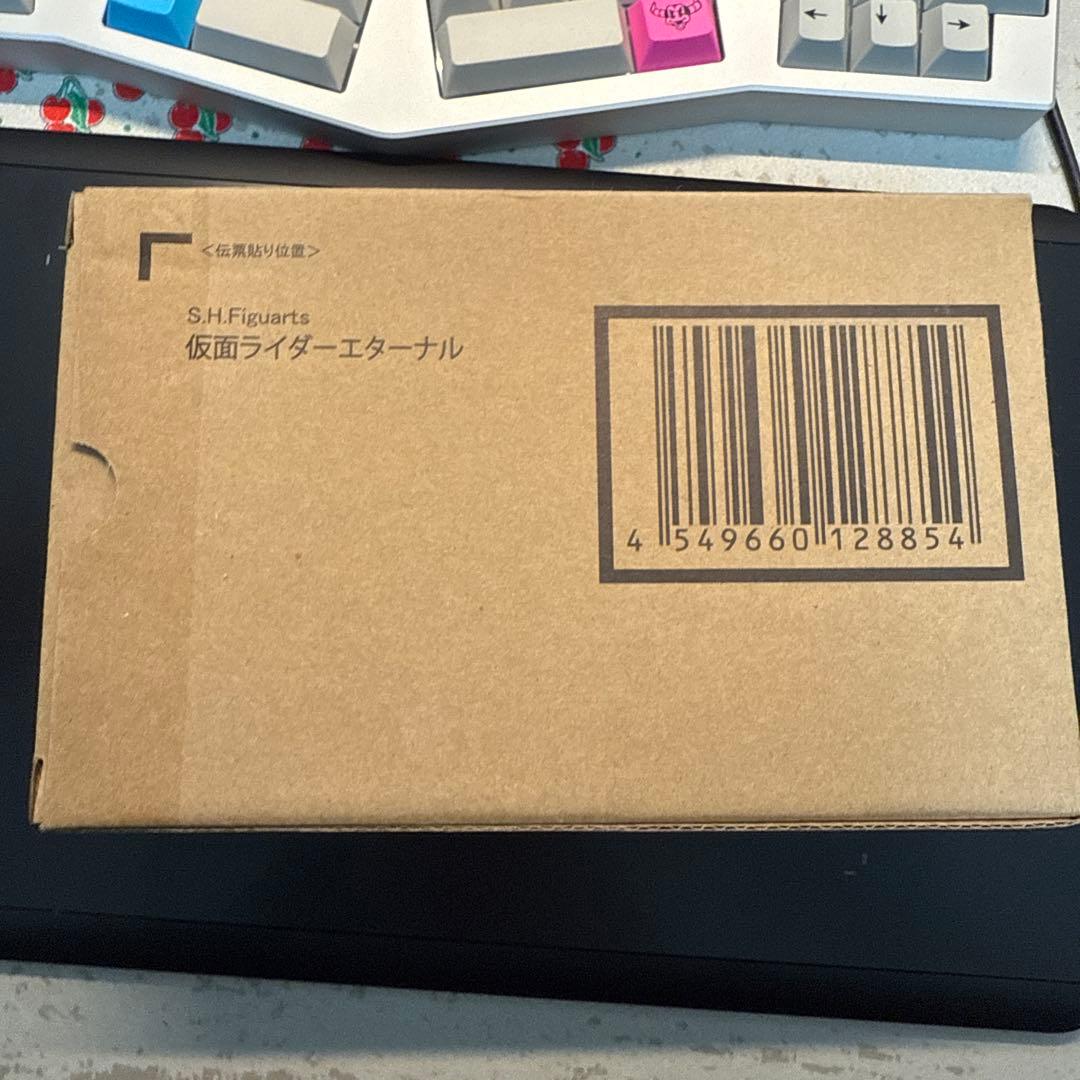 ← ↓ →
<伝票貼り位置>
S.H.Figuarts
仮面ライダーエターナル
4 549660 128854